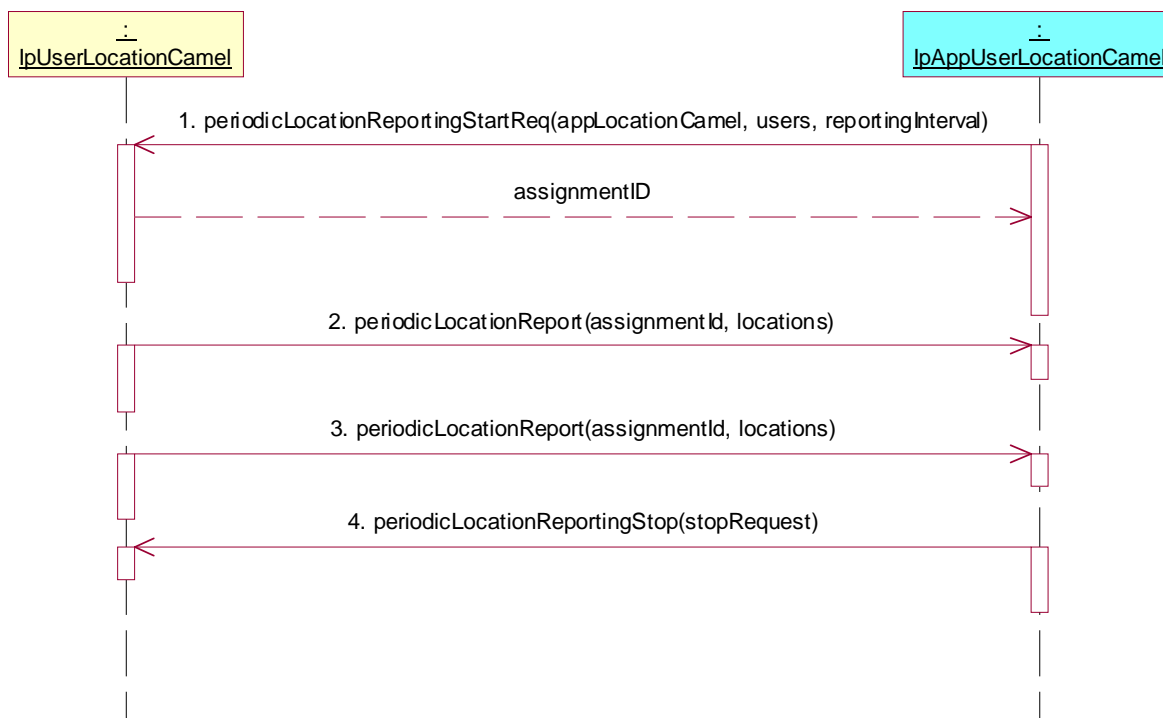 :
IpUserLocationCamel
:
IpAppUserLocationCamel
1. periodicLocationReportingStartReq(appLocationCamel, users, reportingInterval)
assignmentID
2. periodicLocationReport(assignmentId, locations)
3. periodicLocationReport(assignmentId, locations)
4. periodicLocationReportingStop(stopRequest)